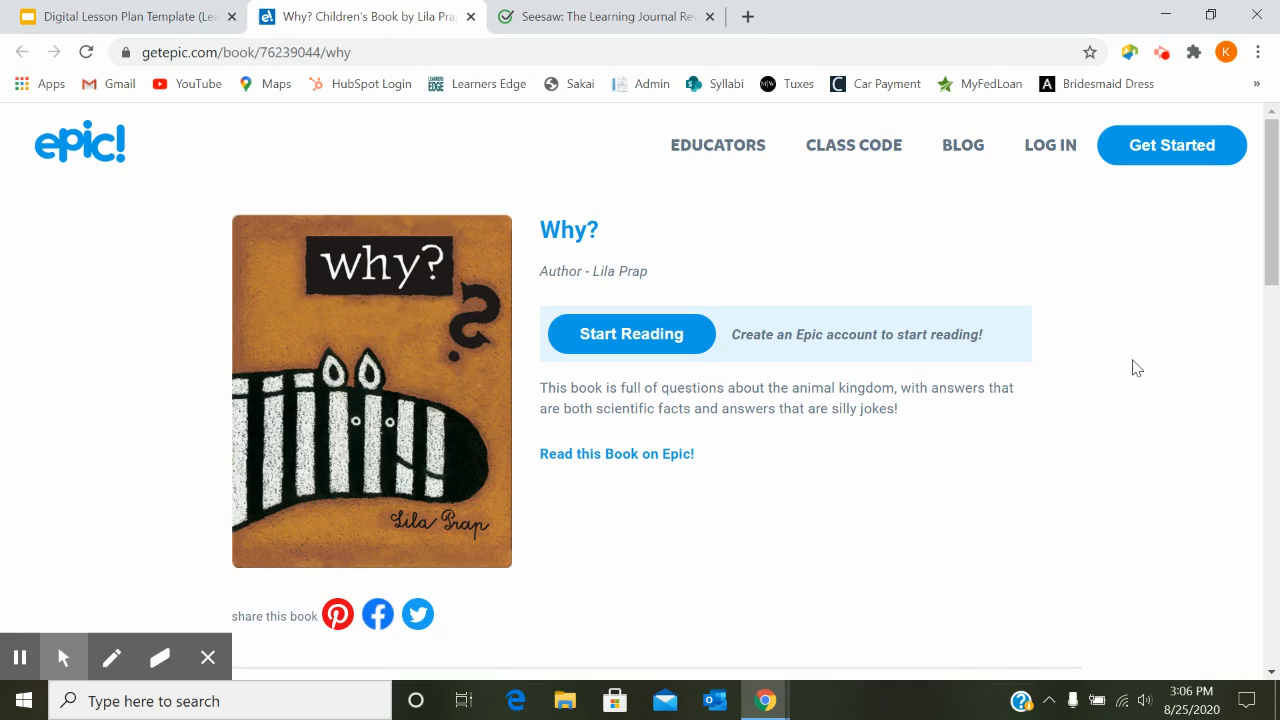 Digital Lesson Plan Template (Lea
Why? Children's Book by Lila Pra
Seesaw: The Learning Journal Re
getepic.com/book/76239044/why
K
Apps
Gmail
YouTube
Maps
HubSpot Login
LEARNERS EDGE
Learners Edge
Sakai
Admin
Syllabi
Tuxes
Car Payment
MyFedLoan
A
Bridesmaid Dress
»
epic!
EDUCATORS
CLASS CODE
BLOG
LOG IN
Get Started
why?
?
Lila Prap
Why?
Author - Lila Prap
Start Reading
Create an Epic account to start reading!
This book is full of questions about the animal kingdom, with answers that
are both scientific facts and answers that are silly jokes!
Read this Book on Epic!
share this book
Type here to search
3:06 PM
8/25/2020